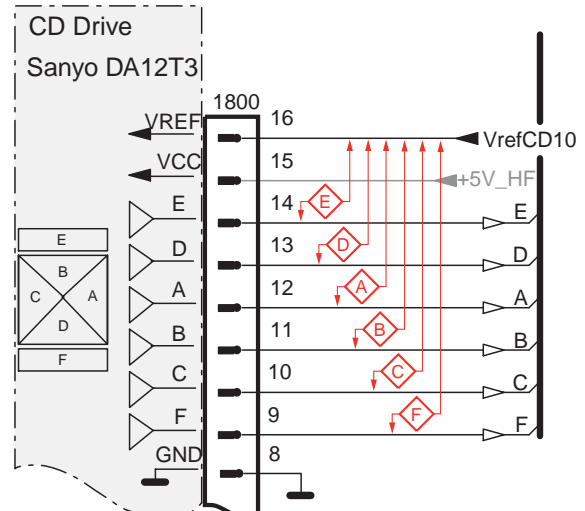 CD Drive
Sanyo DA12T3
1800
VREF 16 VrefCD10
VCC 15 +5V_HF
E 14 E E
D 13 D D
A 12 A A
B 11 B B
C 10 C C
F 9 F F
GND 8
E
B
C A
D
F